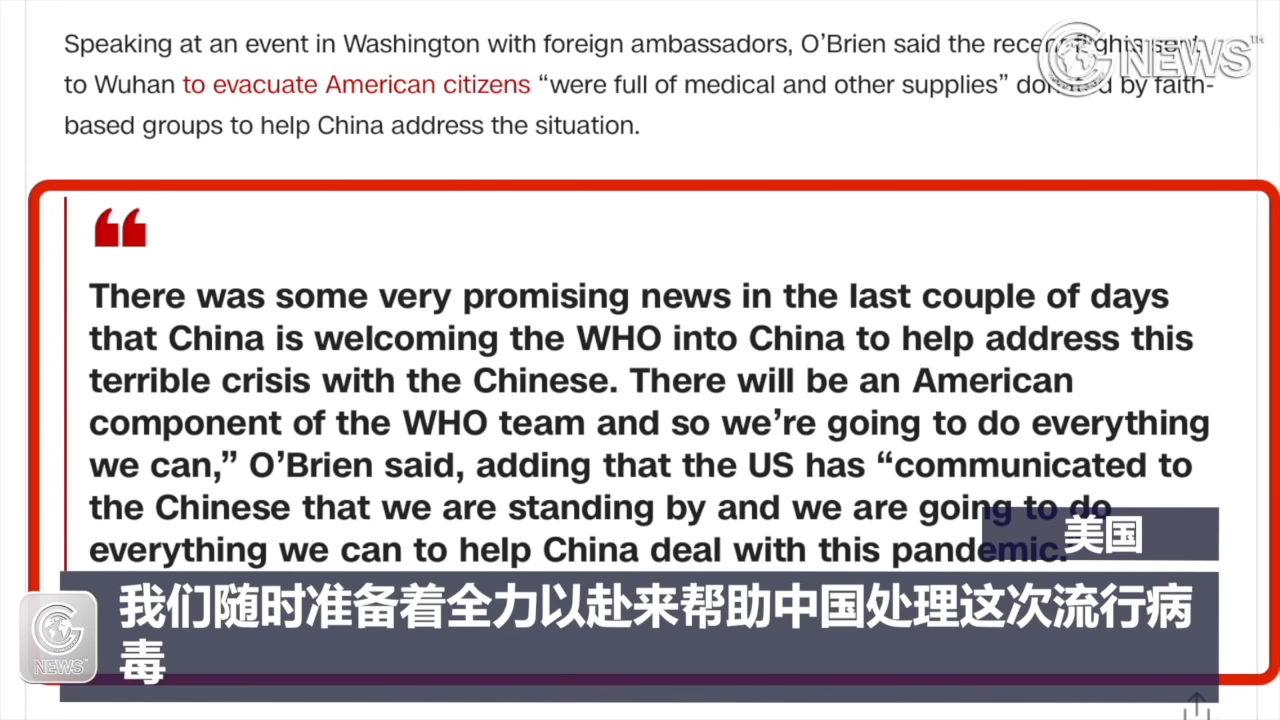 Speaking at an event in Washington with foreign ambassadors, O’Brien said the recent flights sent
to Wuhan to evacuate American citizens “were full of medical and other supplies” donated by faith-
based groups to help China address the situation.
GNEWS™
“
There was some very promising news in the last couple of days
that China is welcoming the WHO into China to help address this
terrible crisis with the Chinese. There will be an American
component of the WHO team and so we’re going to do everything
we can,” O’Brien said, adding that the US has “communicated to
the Chinese that we are standing by and we are going to do
everything we can to help China deal with this pandemic.
美国
我们随时准备着全力以赴来帮助中国处理这次流行病
毒
G NEWS™